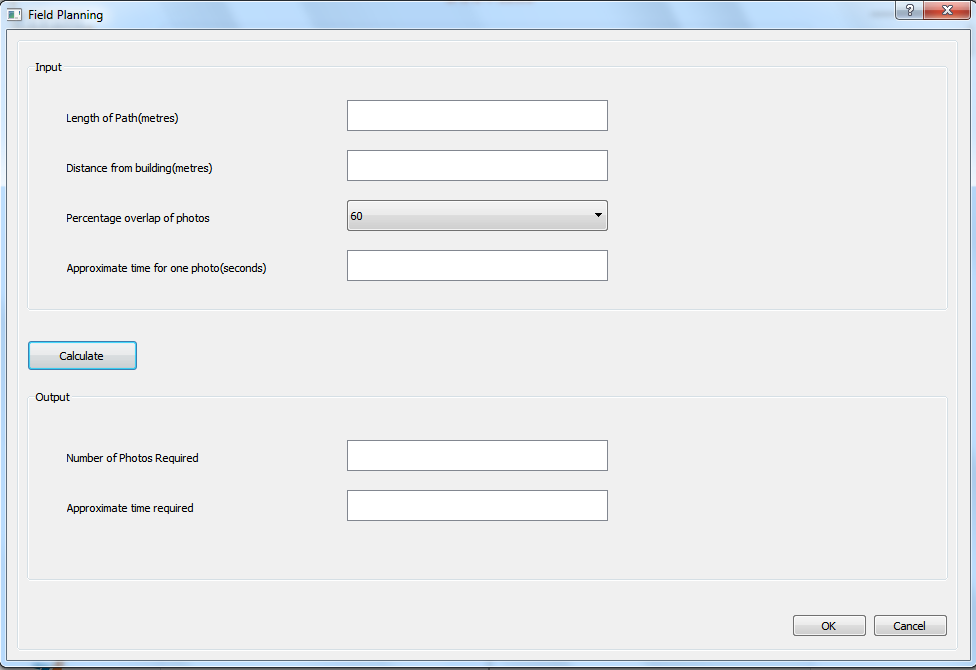 Field Planning
?
Input
Length of Path(metres)
Distance from building(metres)
Percentage overlap of photos
60
Approximate time for one photo(seconds)
Calculate
Output
Number of Photos Required
Approximate time required
OK Cancel